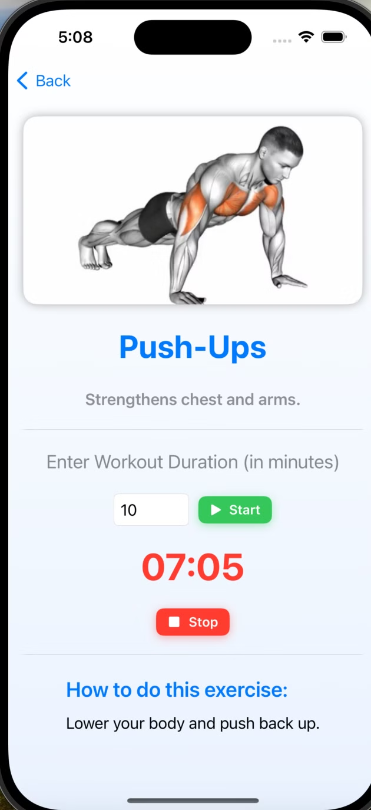 5:08
Back
Push-Ups
Strengthens chest and arms.
Enter Workout Duration (in minutes)
10 Start
07:05
Stop
How to do this exercise:
Lower your body and push back up.